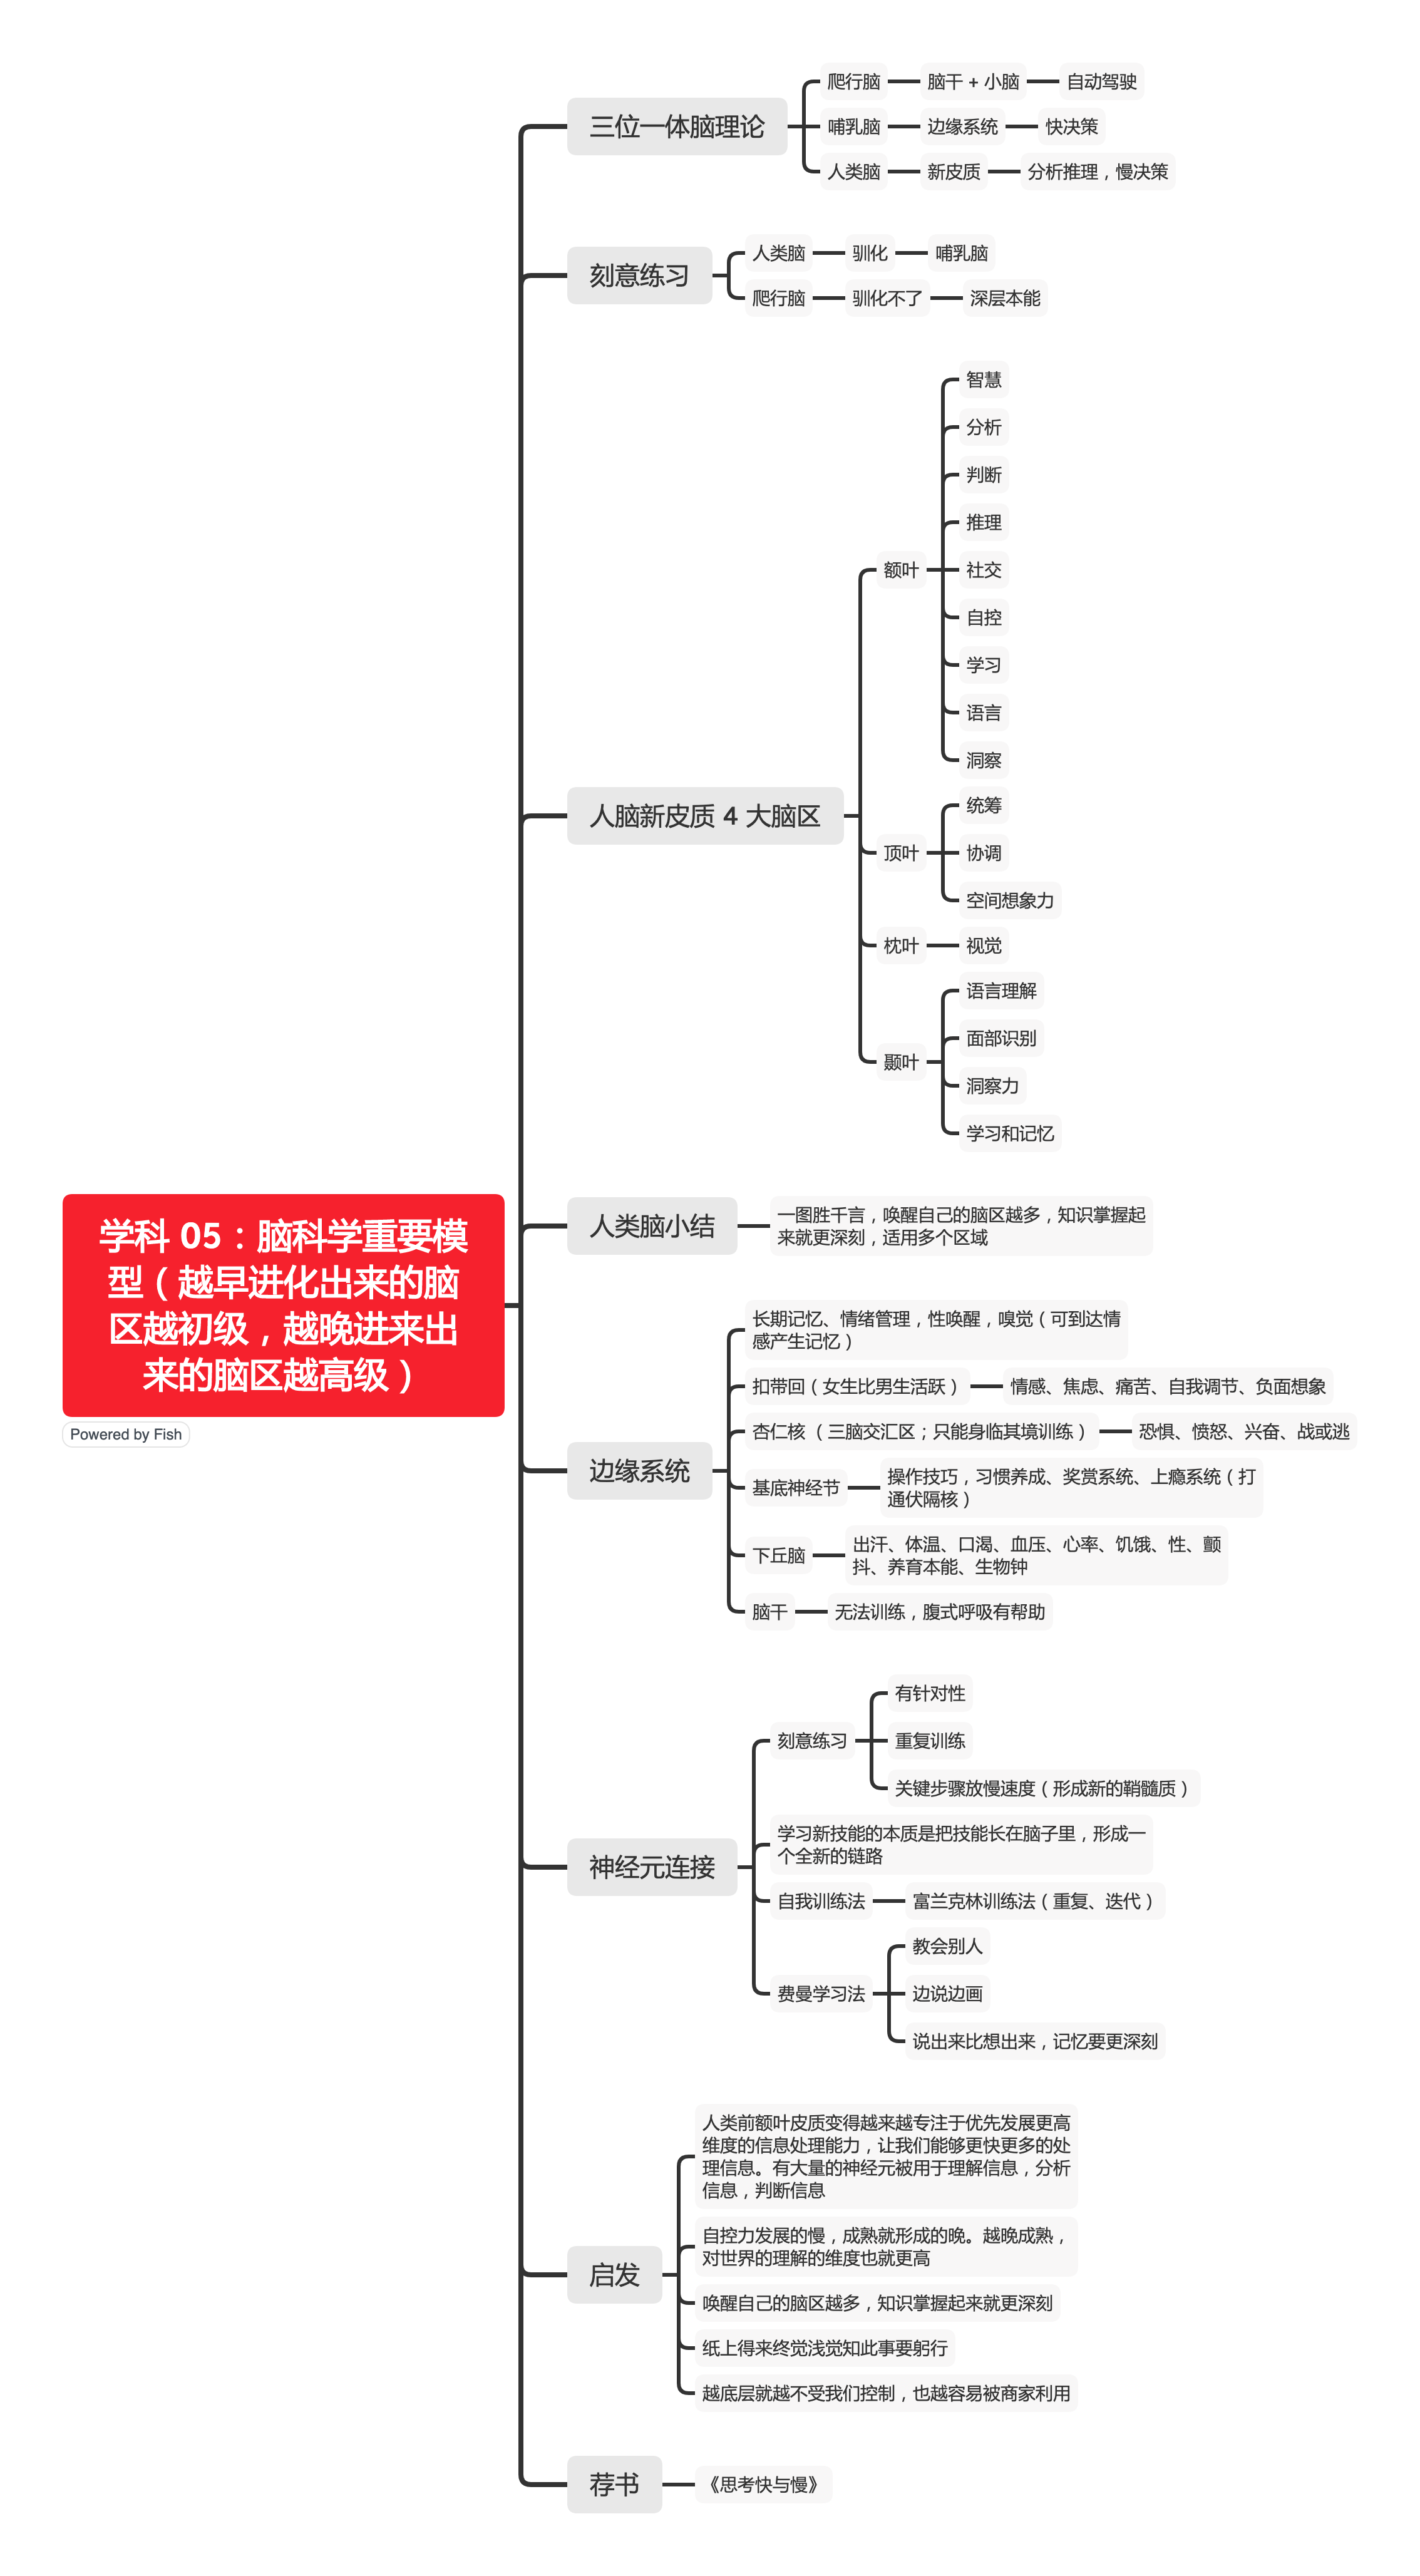 学科 05：脑科学重要模
型（越早进化出来的脑
区越初级，越晚进来出
来的脑区越高级）
Powered by Fish
三位一体脑理论
爬行脑
脑干 + 小脑
自动驾驶
哺乳脑
边缘系统
快决策
人类脑
新皮质
分析推理，慢决策
刻意练习
人类脑
驯化
哺乳脑
爬行脑
驯化不了
深层本能
人脑新皮质 4 大脑区
额叶
智慧
分析
判断
推理
社交
自控
学习
语言
洞察
顶叶
统筹
协调
空间想象力
枕叶
视觉
颞叶
语言理解
面部识别
洞察力
学习和记忆
人类脑小结
一图胜千言，唤醒自己的脑区越多，知识掌握起
来就更深刻，适用多个区域
边缘系统
长期记忆、情绪管理，性唤醒，嗅觉（可到达情
感产生记忆）
扣带回（女生比男生活跃）
情感、焦虑、痛苦、自我调节、负面想象
杏仁核 （三脑交汇区；只能身临其境训练）
恐惧、愤怒、兴奋、战或逃
基底神经节
操作技巧，习惯养成、奖赏系统、上瘾系统（打
通伏隔核）
下丘脑
出汗、体温、口渴、血压、心率、饥饿、性、颤
抖、养育本能、生物钟
脑干
无法训练，腹式呼吸有帮助
神经元连接
刻意练习
有针对性
重复训练
关键步骤放慢速度（形成新的鞘髓质）
学习新技能的本质是把技能长在脑子里，形成一
个全新的链路
自我训练法
富兰克林训练法（重复、迭代）
费曼学习法
教会别人
边说边画
说出来比想出来，记忆要更深刻
启发
人类前额叶皮质变得越来越专注于优先发展更高
维度的信息处理能力，让我们能够更快更多的处
理信息。有大量的神经元被用于理解信息，分析
信息，判断信息
自控力发展的慢，成熟就形成的晚。越晚成熟，
对世界的理解的维度也就更高
唤醒自己的脑区越多，知识掌握起来就更深刻
纸上得来终觉浅觉知此事要躬行
越底层就越不受我们控制，也越容易被商家利用
荐书
《思考快与慢》